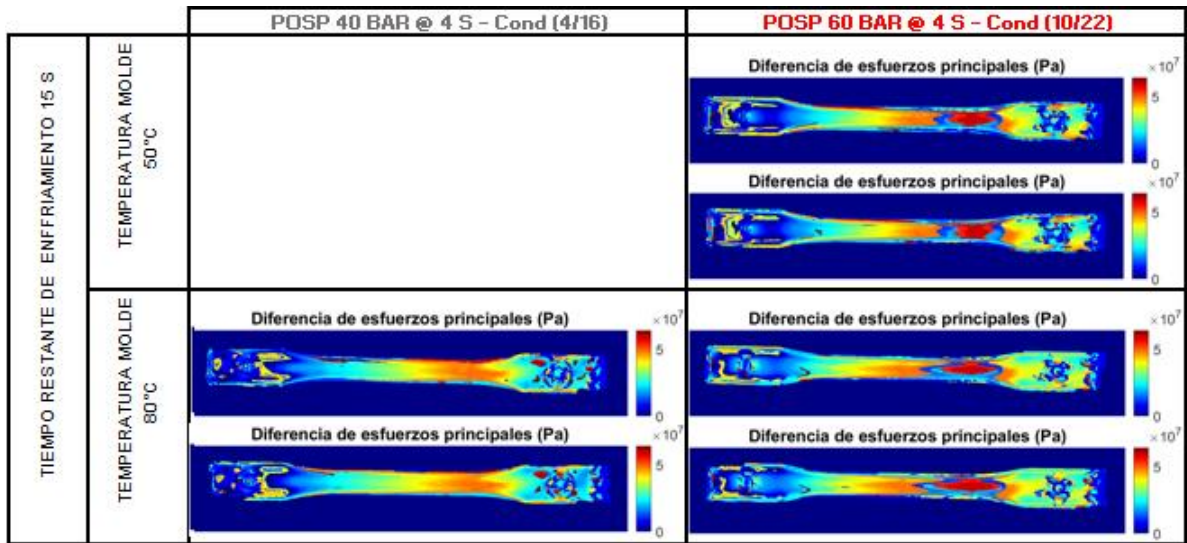 POSP 40 BAR @ 4 S - Cond (4/16)
POSP 60 BAR @ 4 S - Cond (10/22)
TIEMPO RESTANTE DE ENFFRIAMIENTO 15 S
TEMPERATURA MOLDE
50°C
Diferencia de esfuerzos principales (Pa)
×10⁷
5
0
Diferencia de esfuerzos principales (Pa)
×10⁷
5
0
TEMPERATURA MOLDE
80°C
Diferencia de esfuerzos principales (Pa)
×10⁷
5
0
Diferencia de esfuerzos principales (Pa)
×10⁷
5
0
Diferencia de esfuerzos principales (Pa)
×10⁷
5
0
Diferencia de esfuerzos principales (Pa)
×10⁷
5
0